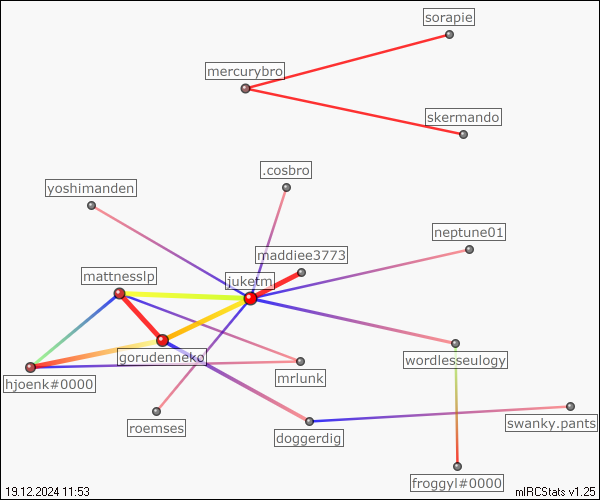 sorapie
mercurybro
skermando
.cosbro
yoshimanden
neptune01
maddiee3773
mattnesslp
juketm
gorudenneko
wordlesseulogy
mrlunk
hjoenk#0000
roemses
doggerdig
swanky.pants
froggyl#0000
19.12.2024 11:53
mIRCStats v1.25